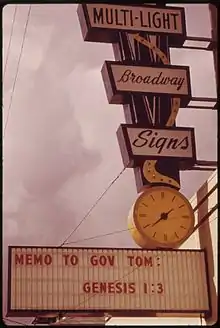 MULTI-LIGHT
Broadway
Signs
MEMO TO GOV TOM:
GENESIS 1:3